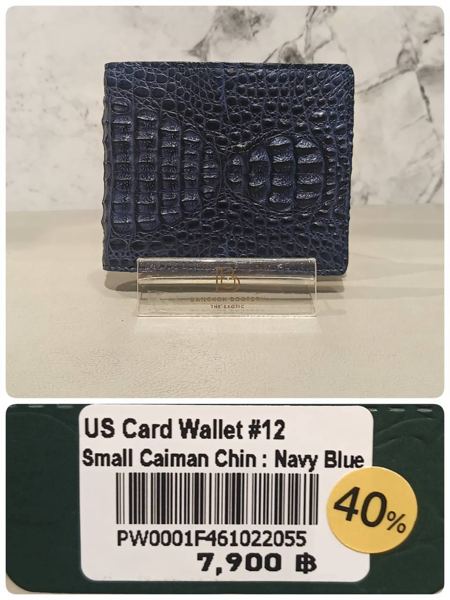 B
BANGKOK BOOTERY
THE EXOTIC
US Card Wallet #12
Small Caiman Chin : Navy Blue
40%
PW0001F461022055
7,900 ฿